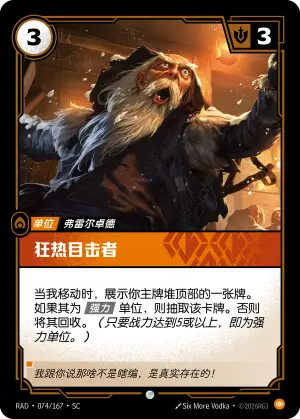 3
3
单位 弗雷尔卓德
狂热目击者
当我移动时，展示你主牌堆顶部的一张牌。
如果其为 强力 单位，则抽取该卡牌。否则
将其回收。（只要战力达到5或以上，即为强
力单位。）
我跟你说那啥不是瞎编，是真实存在的！
RAD · 074/167 · SC
Six More Vodka
©2026RG1